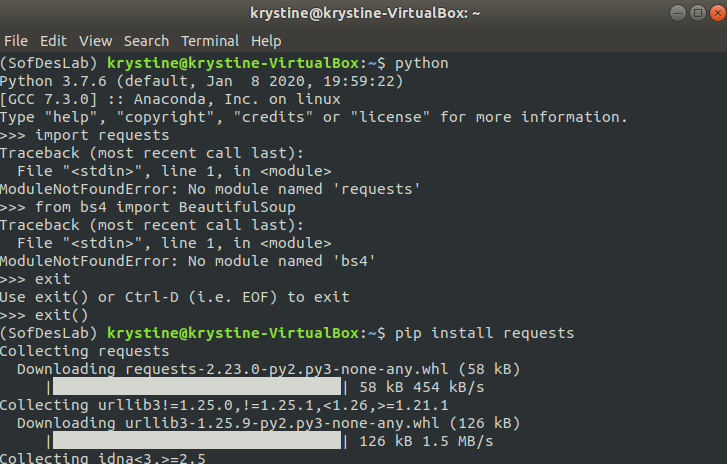 krystine@krystine-VirtualBox: ~
File Edit View Search Terminal Help
(SofDesLab) krystine@krystine-VirtualBox:~$ python
Python 3.7.6 (default, Jan  8 2020, 19:59:22)
[GCC 7.3.0] :: Anaconda, Inc. on linux
Type "help", "copyright", "credits" or "license" for more information.
>>> import requests
Traceback (most recent call last):
  File "<stdin>", line 1, in <module>
ModuleNotFoundError: No module named 'requests'
>>> from bs4 import BeautifulSoup
Traceback (most recent call last):
  File "<stdin>", line 1, in <module>
ModuleNotFoundError: No module named 'bs4'
>>> exit
Use exit() or Ctrl-D (i.e. EOF) to exit
>>> exit()
(SofDesLab) krystine@krystine-VirtualBox:~$ pip install requests
Collecting requests
  Downloading requests-2.23.0-py2.py3-none-any.whl (58 kB)
     |████████████████████████████████| 58 kB 454 kB/s
Collecting urllib3!=1.25.0,!=1.25.1,<1.26,>=1.21.1
  Downloading urllib3-1.25.9-py2.py3-none-any.whl (126 kB)
     |████████████████████████████████| 126 kB 1.5 MB/s
Collecting idna<3,>=2.5